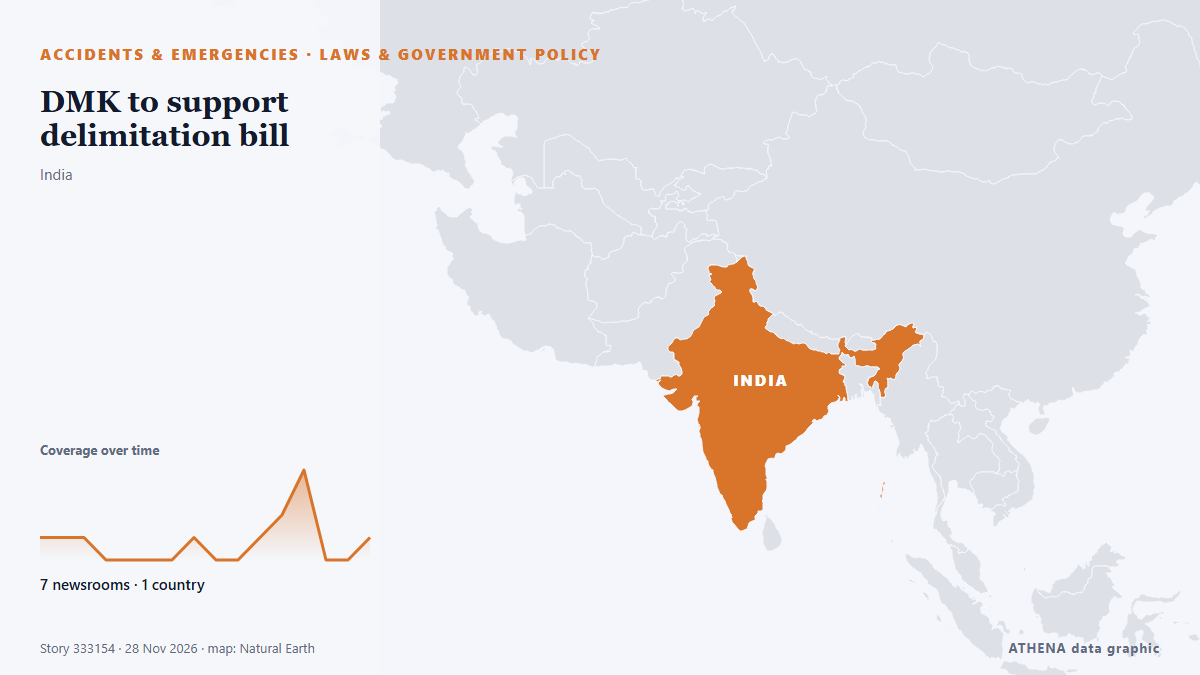 ACCIDENTS & EMERGENCIES · LAWS & GOVERNMENT POLICY
DMK to support
delimitation bill
India
INDIA
Coverage over time
7 newsrooms · 1 country
Story 333154 · 28 Nov 2026 · map: Natural Earth
ATHENA data graphic